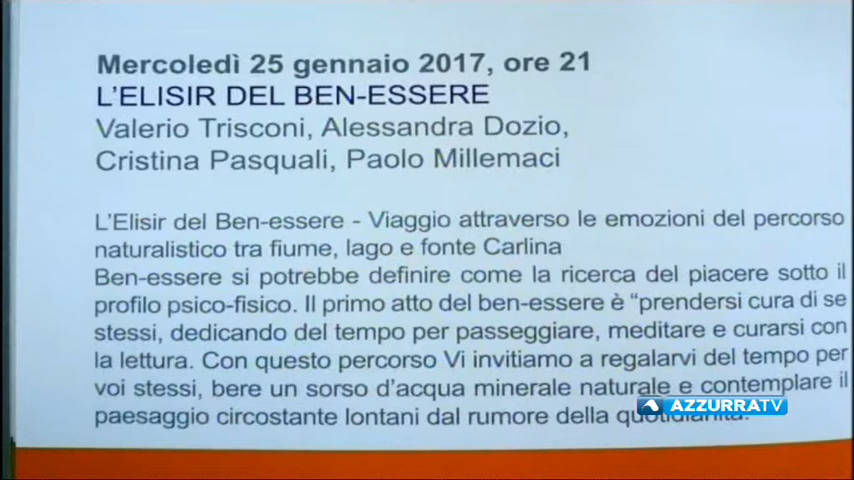 Mercoledì 25 gennaio 2017, ore 21
L'ELISIR DEL BEN-ESSERE
Valerio Trisconi, Alessandra Dozio,
Cristina Pasquali, Paolo Millemaci
L'Elisir del Ben-essere - Viaggio attraverso le emozioni del percorso
naturalistico tra fiume, lago e fonte Carlina
Ben-essere si potrebbe definire come la ricerca del piacere sotto il
profilo psico-fisico. Il primo atto del ben-essere è “prendersi cura di se
stessi, dedicando del tempo per passeggiare, meditare e curarsi con
la lettura. Con questo percorso Vi invitiamo a regalarvi del tempo per
voi stessi, bere un sorso d'acqua minerale naturale e contemplare il
paesaggio circostante lontani dal rumore della quotidianità.
AZZURRATV